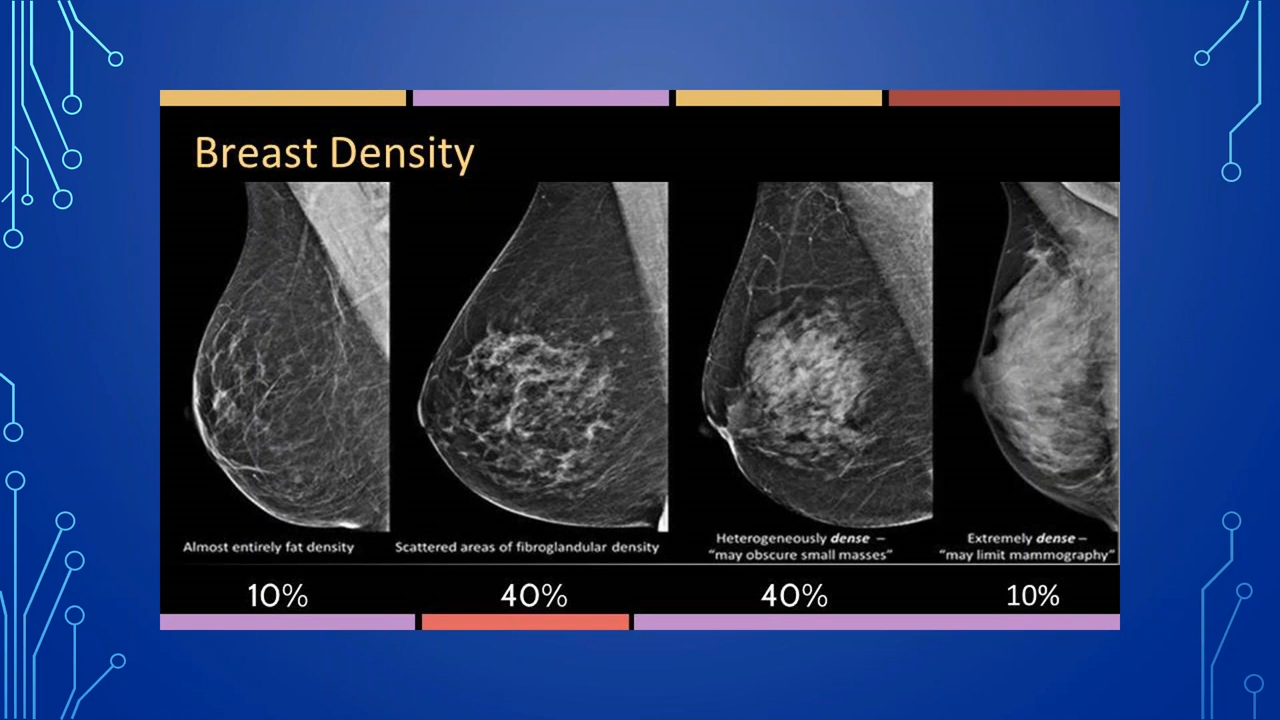 Breast Density
Almost entirely fat density
Scattered areas of fibroglandular density
Heterogeneously dense –
“may obscure small masses”
Extremely dense –
“may limit mammography”
10%
40%
40%
10%